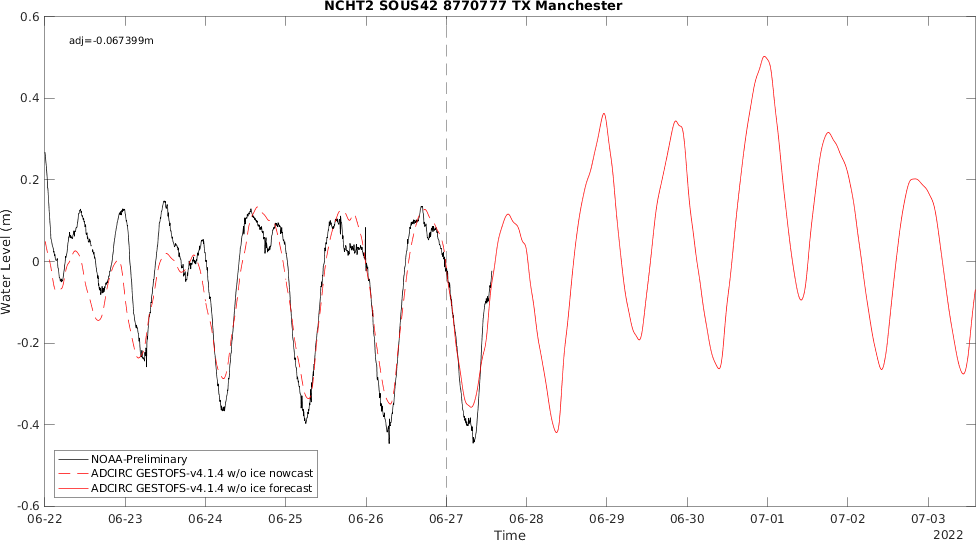 NCHT2 SOUS42 8770777 TX Manchester
adj=-0.067399m
0.6
0.4
0.2
0
-0.2
-0.4
-0.6
Water Level (m)
NOAA-Preliminary
ADCIRC GESTOFS-v4.1.4 w/o ice nowcast
ADCIRC GESTOFS-v4.1.4 w/o ice forecast
06-22 06-23 06-24 06-25 06-26 06-27 06-28 06-29 06-30 07-01 07-02 07-03
Time
2022